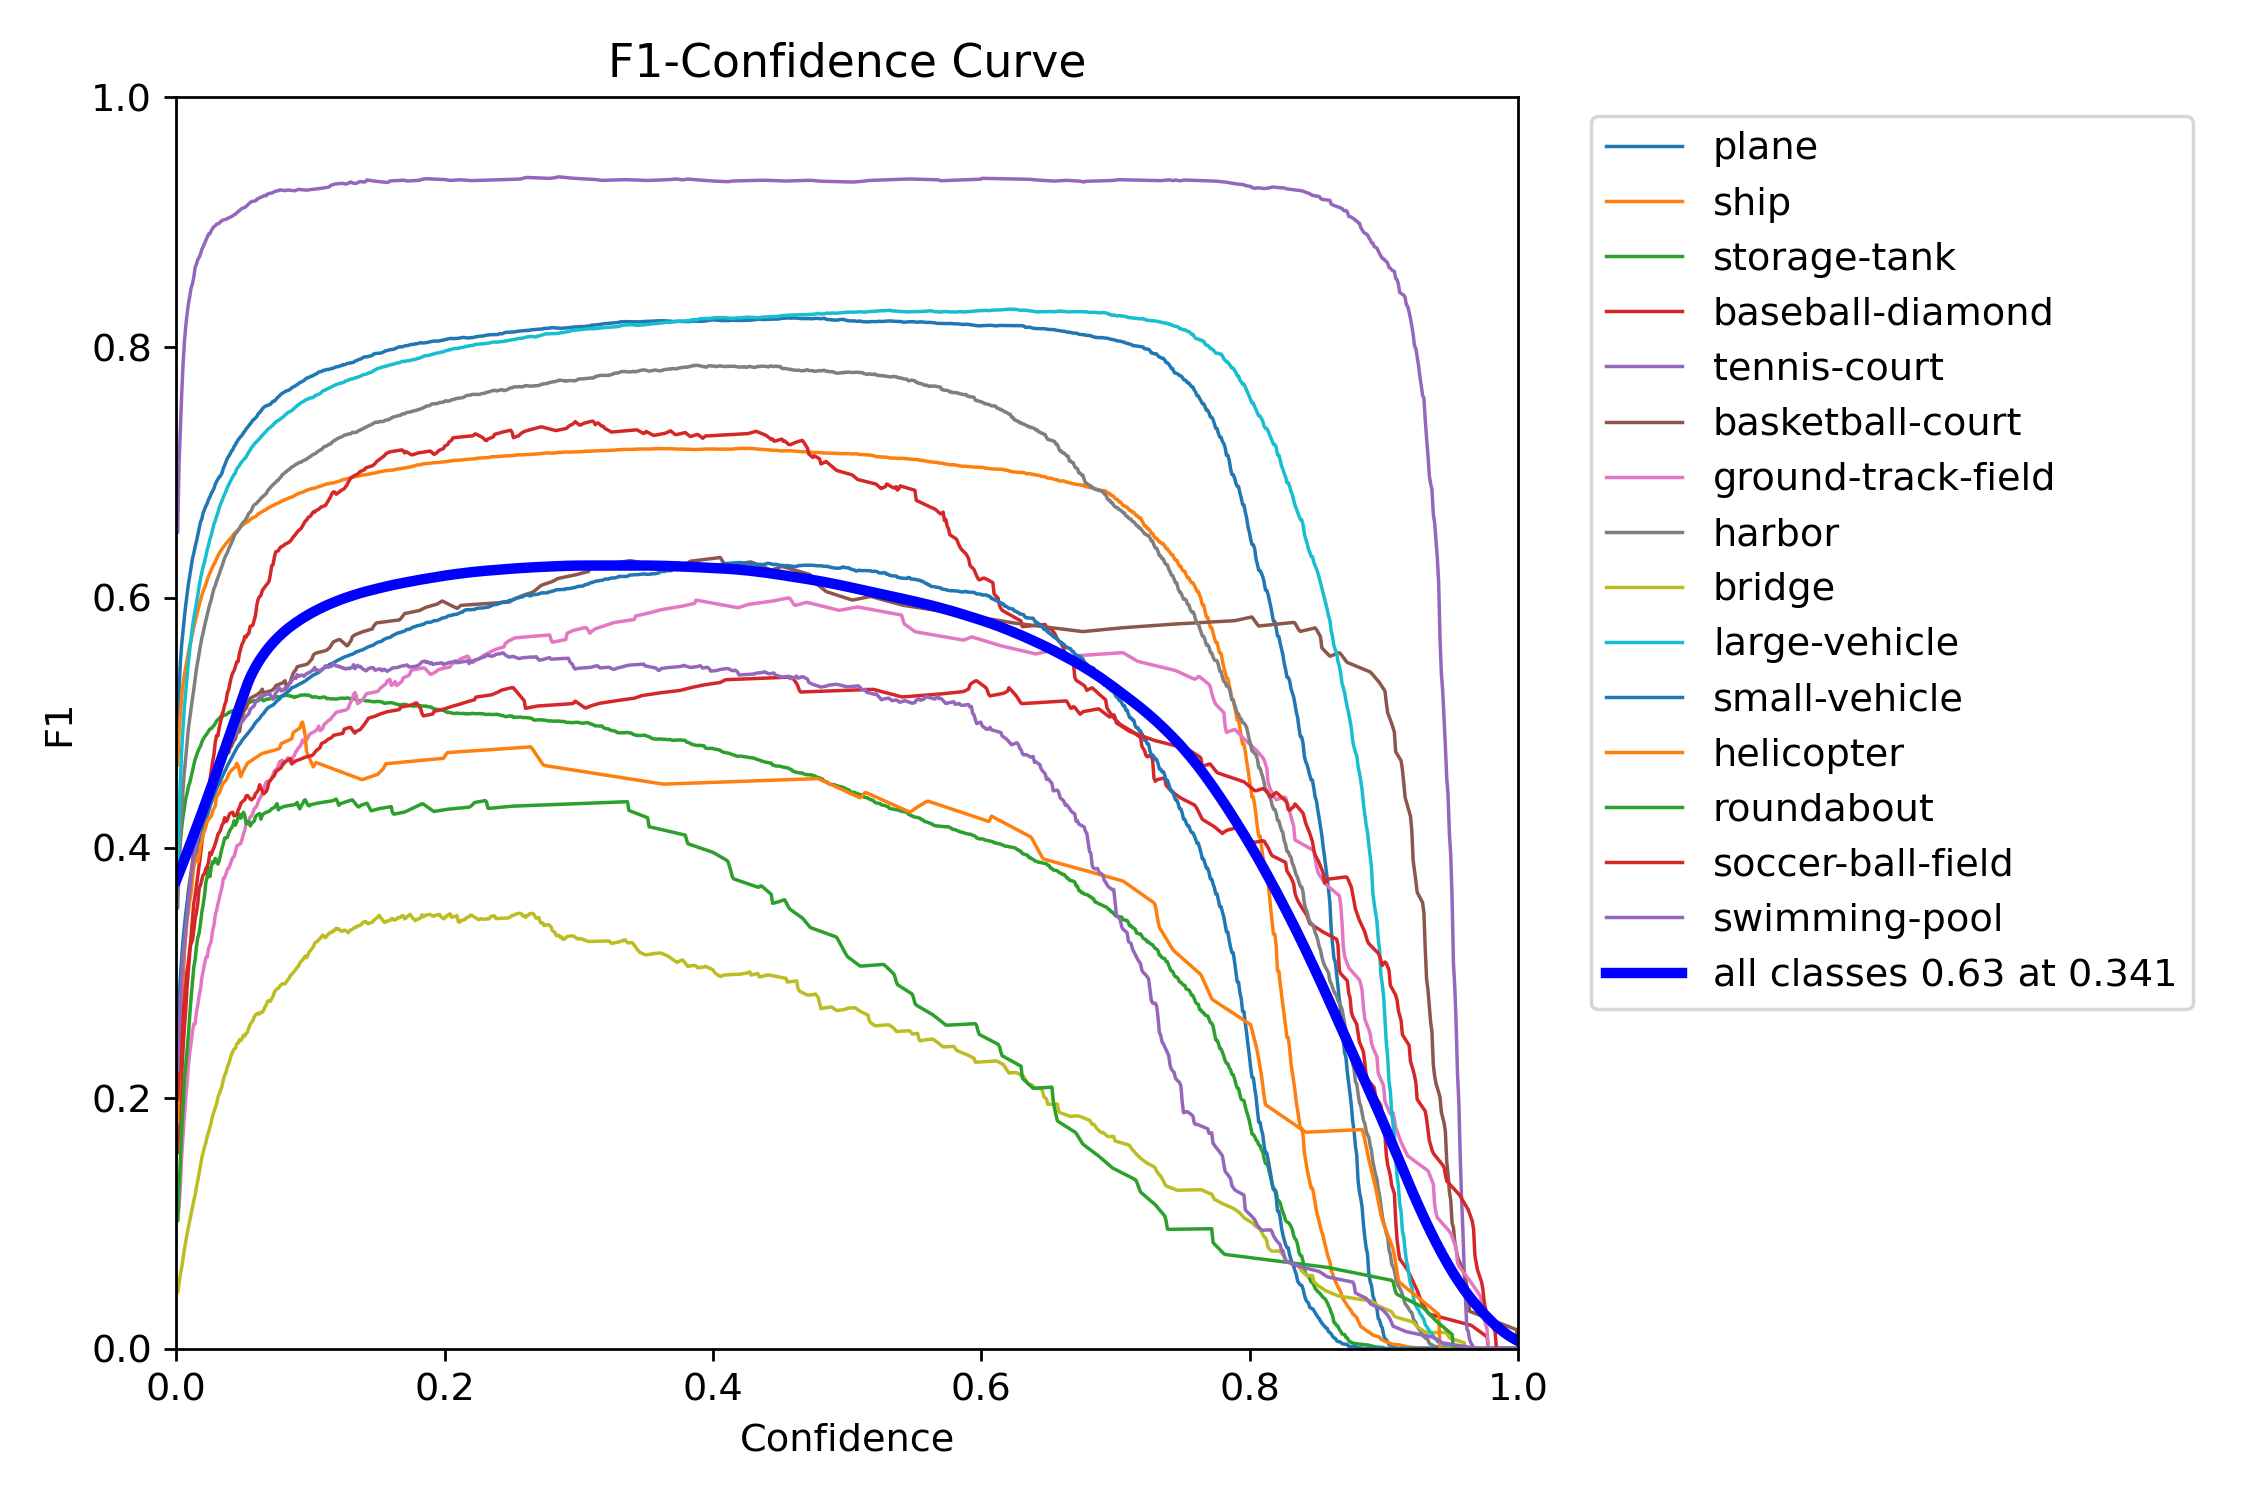 F1-Confidence Curve
1.0
0.8
0.6
0.4
0.2
0.0
F1
0.0 0.2 0.4 0.6 0.8 1.0
Confidence
plane
ship
storage-tank
baseball-diamond
tennis-court
basketball-court
ground-track-field
harbor
bridge
large-vehicle
small-vehicle
helicopter
roundabout
soccer-ball-field
swimming-pool
all classes 0.63 at 0.341